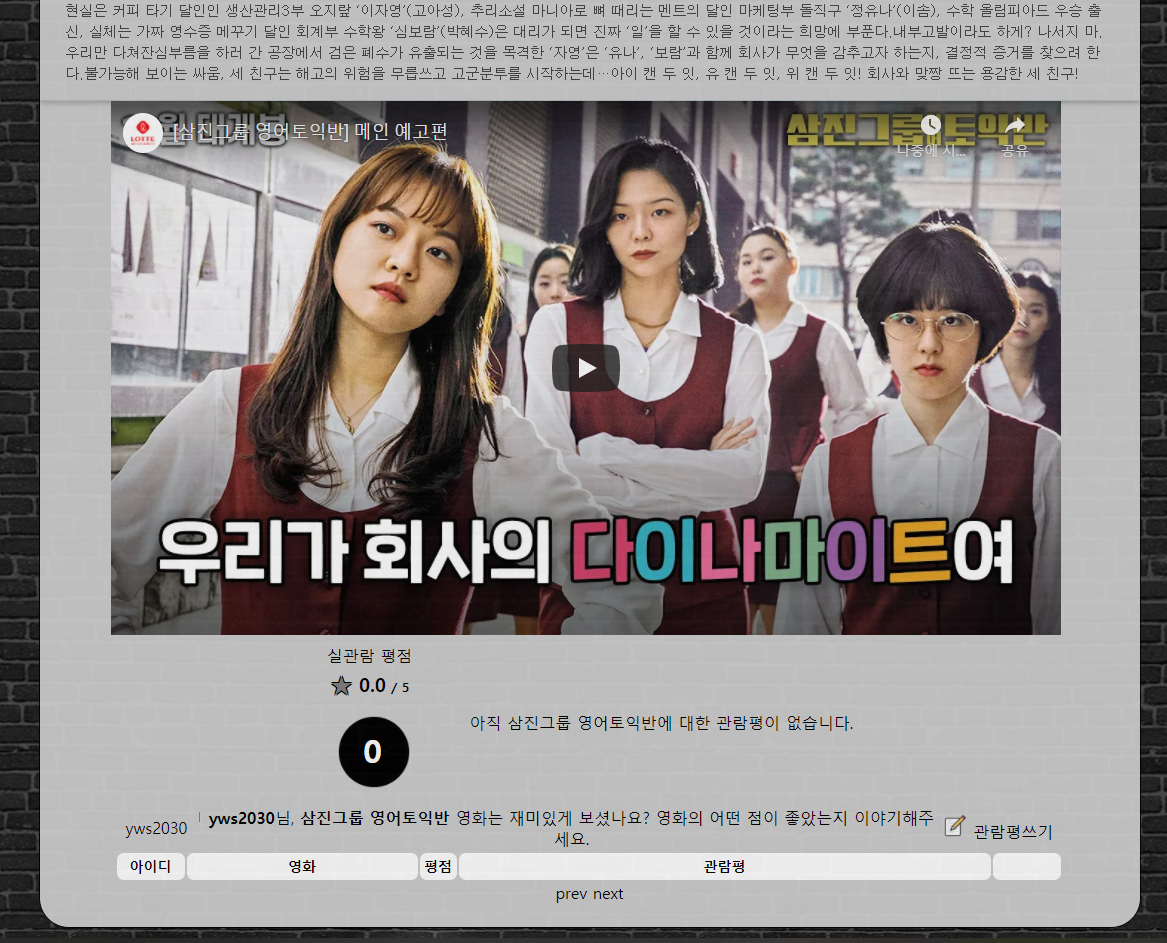 현실은 커피 타기 달인인 생산관리3부 오지랖 ‘이자영’(고아성), 추리소설 마니아로 뼈 때리는 멘트의 달인 마케팅부 돌직구 ‘정유나’(이솜), 수학 올림피아드 우승 출
신, 실체는 가짜 영수증 메꾸기 달인 회계부 수학왕 ‘심보람’(박혜수)은 대리가 되면 진짜 ‘일’을 할 수 있을 것이라는 희망에 부푼다.내부고발이라도 하게? 나서지 마.
우리만 다쳐잔심부름을 하러 간 공장에서 검은 폐수가 유출되는 것을 목격한 ‘자영’은 ‘유나’, ‘보람’과 함께 회사가 무엇을 감추고자 하는지, 결정적 증거를 찾으려 한
다.불가능해 보이는 싸움, 세 친구는 해고의 위험을 무릅쓰고 고군분투를 시작하는데…아이 캔 두 잇, 유 캔 두 잇, 위 캔 두 잇! 회사와 맞짱 뜨는 용감한 세 친구!
LOTTE
[삼진그룹 영어토익반] 메인 예고편
나중에 시...
공유
우리가 회사의 다이나마이트여
실관람 평점
0.0 / 5
0
아직 삼진그룹 영어토익반에 대한 관람평이 없습니다.
yws2030
yws2030님, 삼진그룹 영어토익반 영화는 재미있게 보셨나요? 영화의 어떤 점이 좋았는지 이야기해주
세요.
관람평쓰기
아이디 영화 평점 관람평
prev next